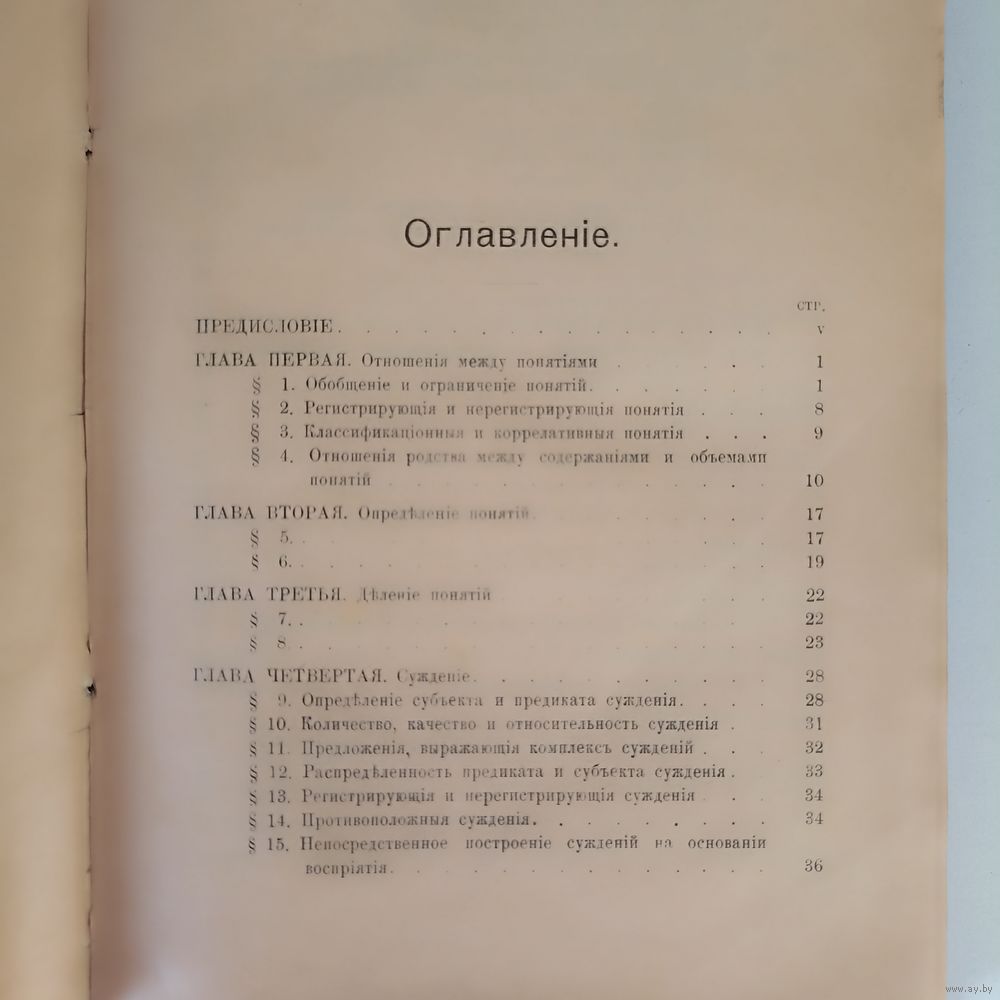 Оглавленіе.
СТР.
ПРЕДИСЛОВІЕ. . . . . . . . . . . . . . . . v
ГЛАВА ПЕРВАЯ. Отношенія между понятіями . . . . . 1
§ 1. Обобщеніе и ограниченіе понятій. . . . . . . 1
§ 2. Регистрирующія и нерегистрирующія понятія . . . 8
§ 3. Классификаціонныя и коррелативныя понятія . . . 9
§ 4. Отношенія родства между содержаніями и объемами
понятій . . . . . . . . . . . 10
ГЛАВА ВТОРАЯ. Опредѣленіе понятій. . . . . . . 17
§ 5. . . . . . . . . . . . . . 17
§ 6. . . . . . . . . . . . . . 19
ГЛАВА ТРЕТЬЯ. Дѣленіе понятій . . . . . . . 22
§ 7. . . . . . . . . . . . . . 22
§ 8. . . . . . . . . . . . . . 23
ГЛАВА ЧЕТВЕРТАЯ. Сужденіе. . . . . . . . . . . 28
§ 9. Опредѣленіе субъекта и предиката сужденія. . . . 28
§ 10. Количество, качество и относительность сужденія . 31
§ 11. Предложенія, выражающія комплексъ сужденій . . . 32
§ 12. Распредѣленность предиката и субъекта сужденія . . 33
§ 13. Регистрирующія и нерегистрирующія сужденія . . . 34
§ 14. Противоположныя сужденія. . . . . . . . . 34
§ 15. Непосредственное построеніе сужденій на основаніи
воспріятія. . . . . . . . . . . . . 36
www.ay.by